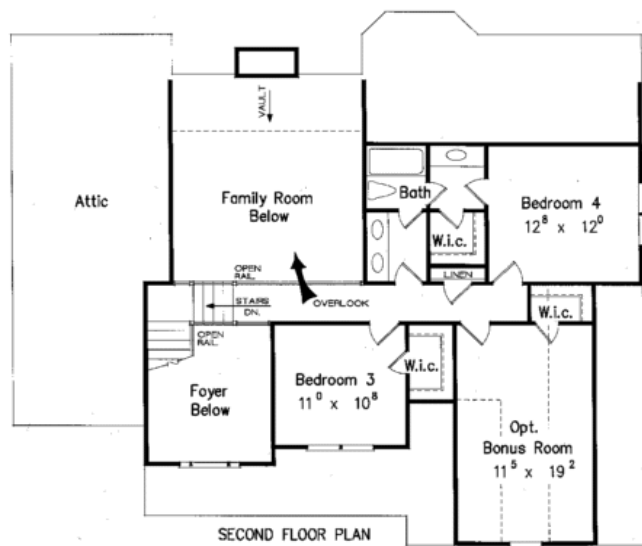 VAULT
Attic
Family Room
Below
Bath
W.i.c.
Bedroom 4
12⁸ x 12⁰
OPEN
RAIL
LINEN
STAIRS
DN.
OVERLOOK
W.i.c.
OPEN
RAIL
Foyer
Below
Bedroom 3
11⁰ x 10⁸
W.i.c.
Opt.
Bonus Room
11⁵ x 19²
SECOND FLOOR PLAN